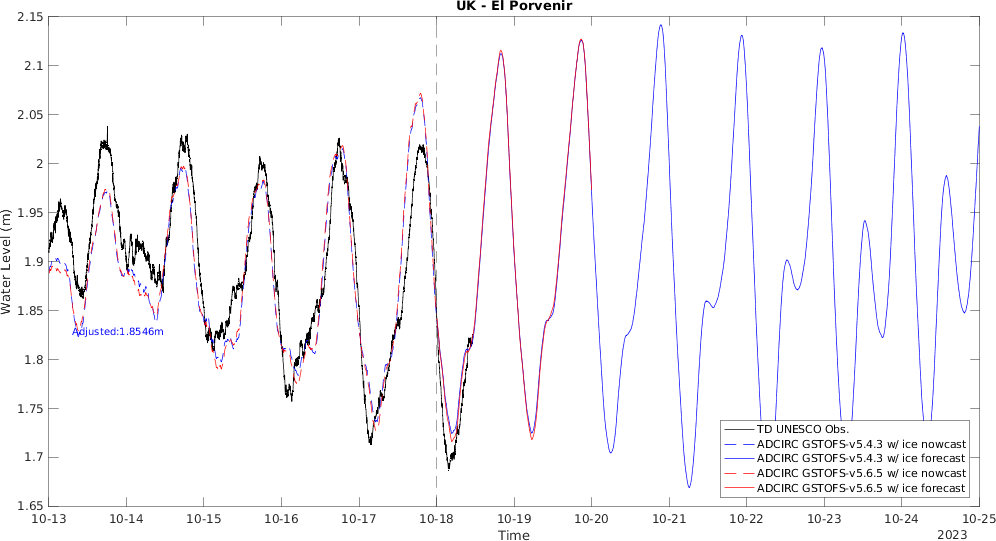 UK - El Porvenir
2.15
2.1
2.05
2
1.95
1.9
1.85
1.8
1.75
1.7
1.65
Water Level (m)
Adjusted:1.8546m
TD UNESCO Obs.
ADCIRC GSTOFS-v5.4.3 w/ ice nowcast
ADCIRC GSTOFS-v5.4.3 w/ ice forecast
ADCIRC GSTOFS-v5.6.5 w/ ice nowcast
ADCIRC GSTOFS-v5.6.5 w/ ice forecast
10-13 10-14 10-15 10-16 10-17 10-18 10-19 10-20 10-21 10-22 10-23 10-24 10-25
Time
2023